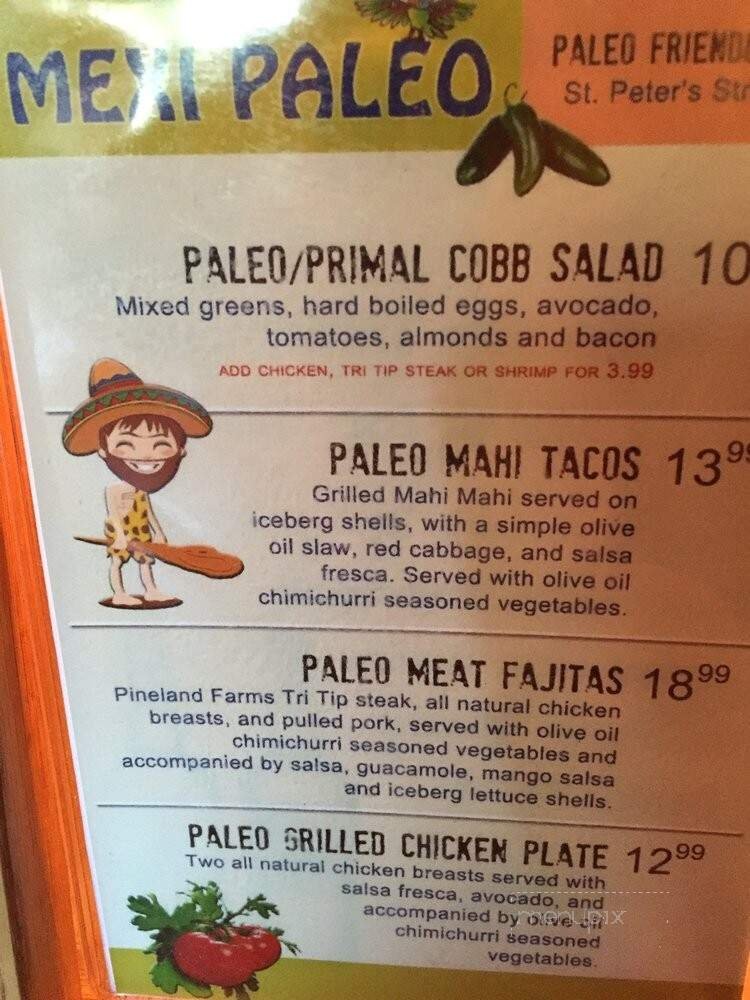 MEXI PALEO
PALEO
St. Peter's
PALEO/PRIMAL COBB SALAD 10
Mixed greens, hard boiled eggs, avocado,
tomatoes, almonds and bacon
ADD CHICKEN, TRI TIP STEAK OR SHRIMP FOR 3.99
PALEO MAHI TACOS 13
Grilled Mahi Mahi served on
iceberg shells, with a simple olive
oil slaw, red cabbage, and salsa
fresca. Served with olive oil
chimichurri seasoned vegetables.
PALEO MEAT FAJITAS 18 99
Pineland Farms Tri Tip steak, all natural chicken
breasts, and pulled pork, served with olive oil
chimichurri seasoned vegetables and
accompanied by salsa, guacamole, mango salsa
and iceberg lettuce shells.
PALEO GRILLED CHICKEN PLATE 12 99
Two all natural chicken breasts served with
salsa fresca, avocado, and
accompanied by olive oil
chimichurri seasoned
vegetables.
menupix